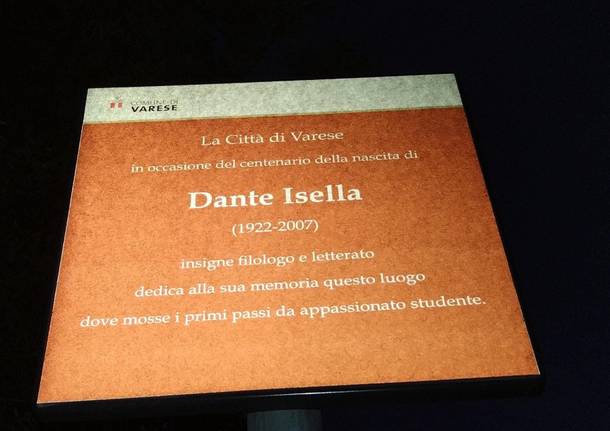 COMUNE DI
VARESE
La Città di Varese
in occasione del centenario della nascita di
Dante Isella
(1922-2007)
insigne filologo e letterato
dedica alla sua memoria questo luogo
dove mosse i primi passi da appassionato studente.